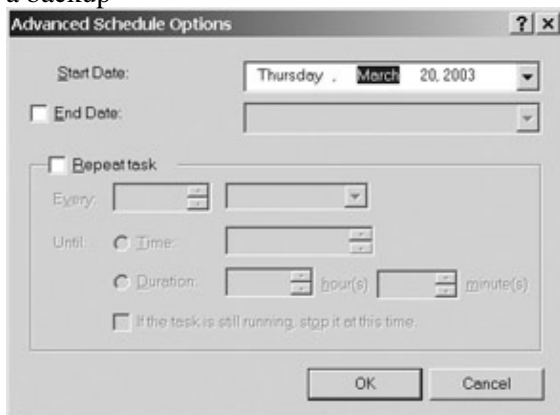 a backup
Advanced Schedule Options
Start Date: Thursday , March 20, 2003
End Date:
Repeat task
Every:
Until: Time:
Duration: hour(s) minute(s)
If the task is still running, stop it at this time.
OK Cancel